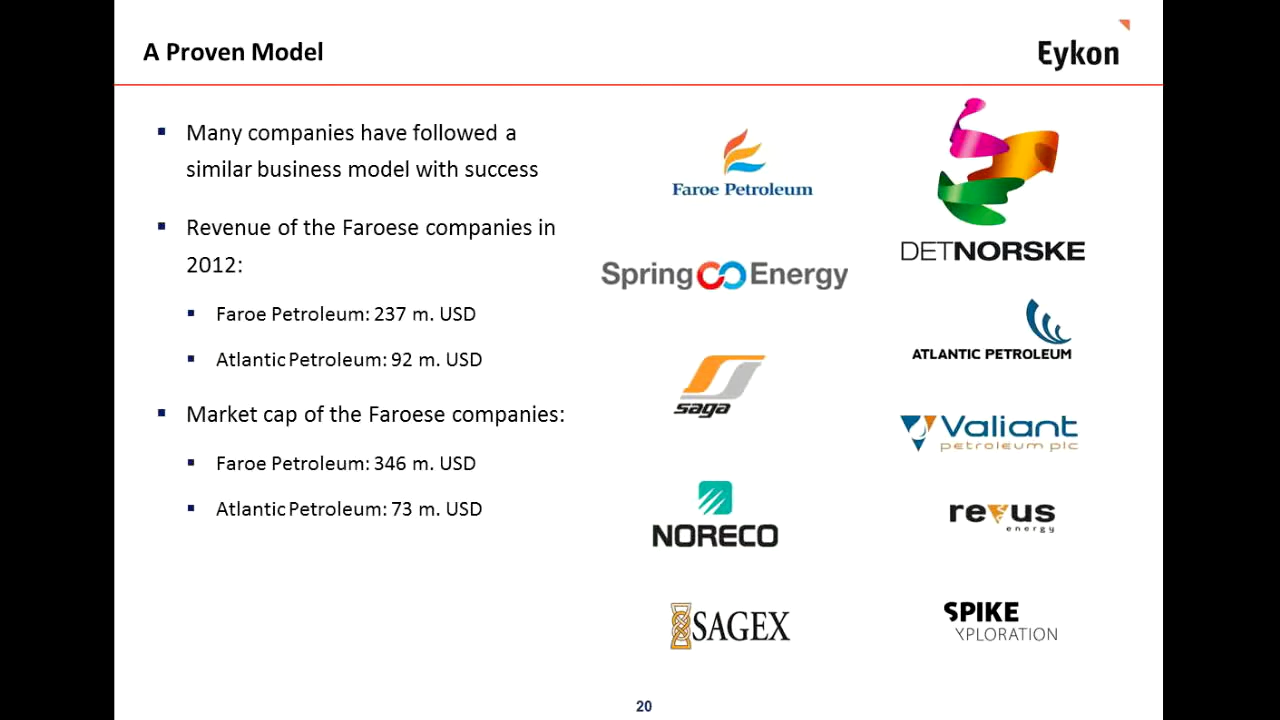 A Proven Model
Eykon
Many companies have followed a
similar business model with success
Revenue of the Faroese companies in
2012:
Faroe Petroleum: 237 m. USD
Atlantic Petroleum: 92 m. USD
Market cap of the Faroese companies:
Faroe Petroleum: 346 m. USD
Atlantic Petroleum: 73 m. USD
Faroe Petroleum
DETNORSKE
Spring Energy
ATLANTIC PETROLEUM
saga
Valiant
petroleum plc
NORECO
revus
energy
SAGEX
SPIKE
XPLORATION
20